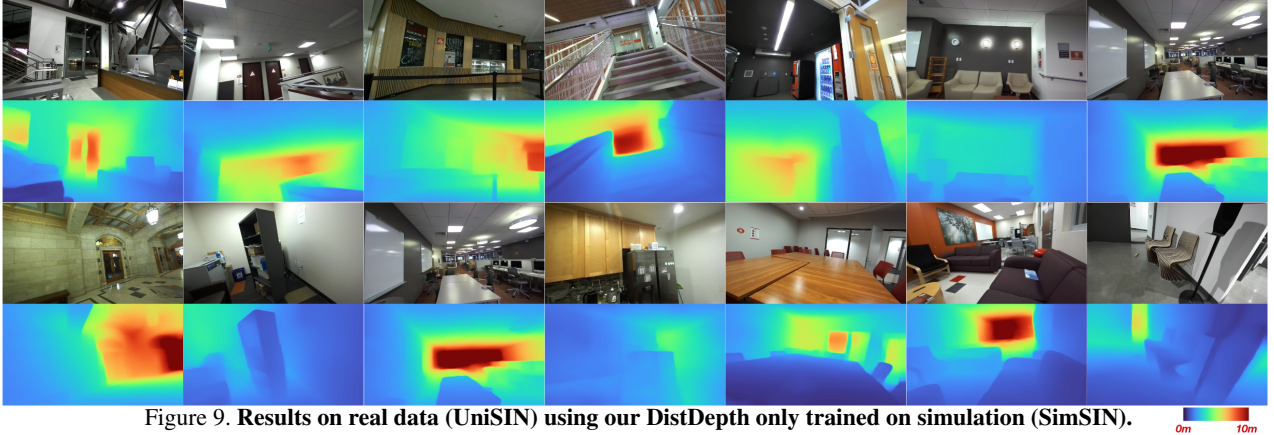 Figure 9. Results on real data (UniSIN) using our DistDepth only trained on simulation (SimSIN).
0m 10m